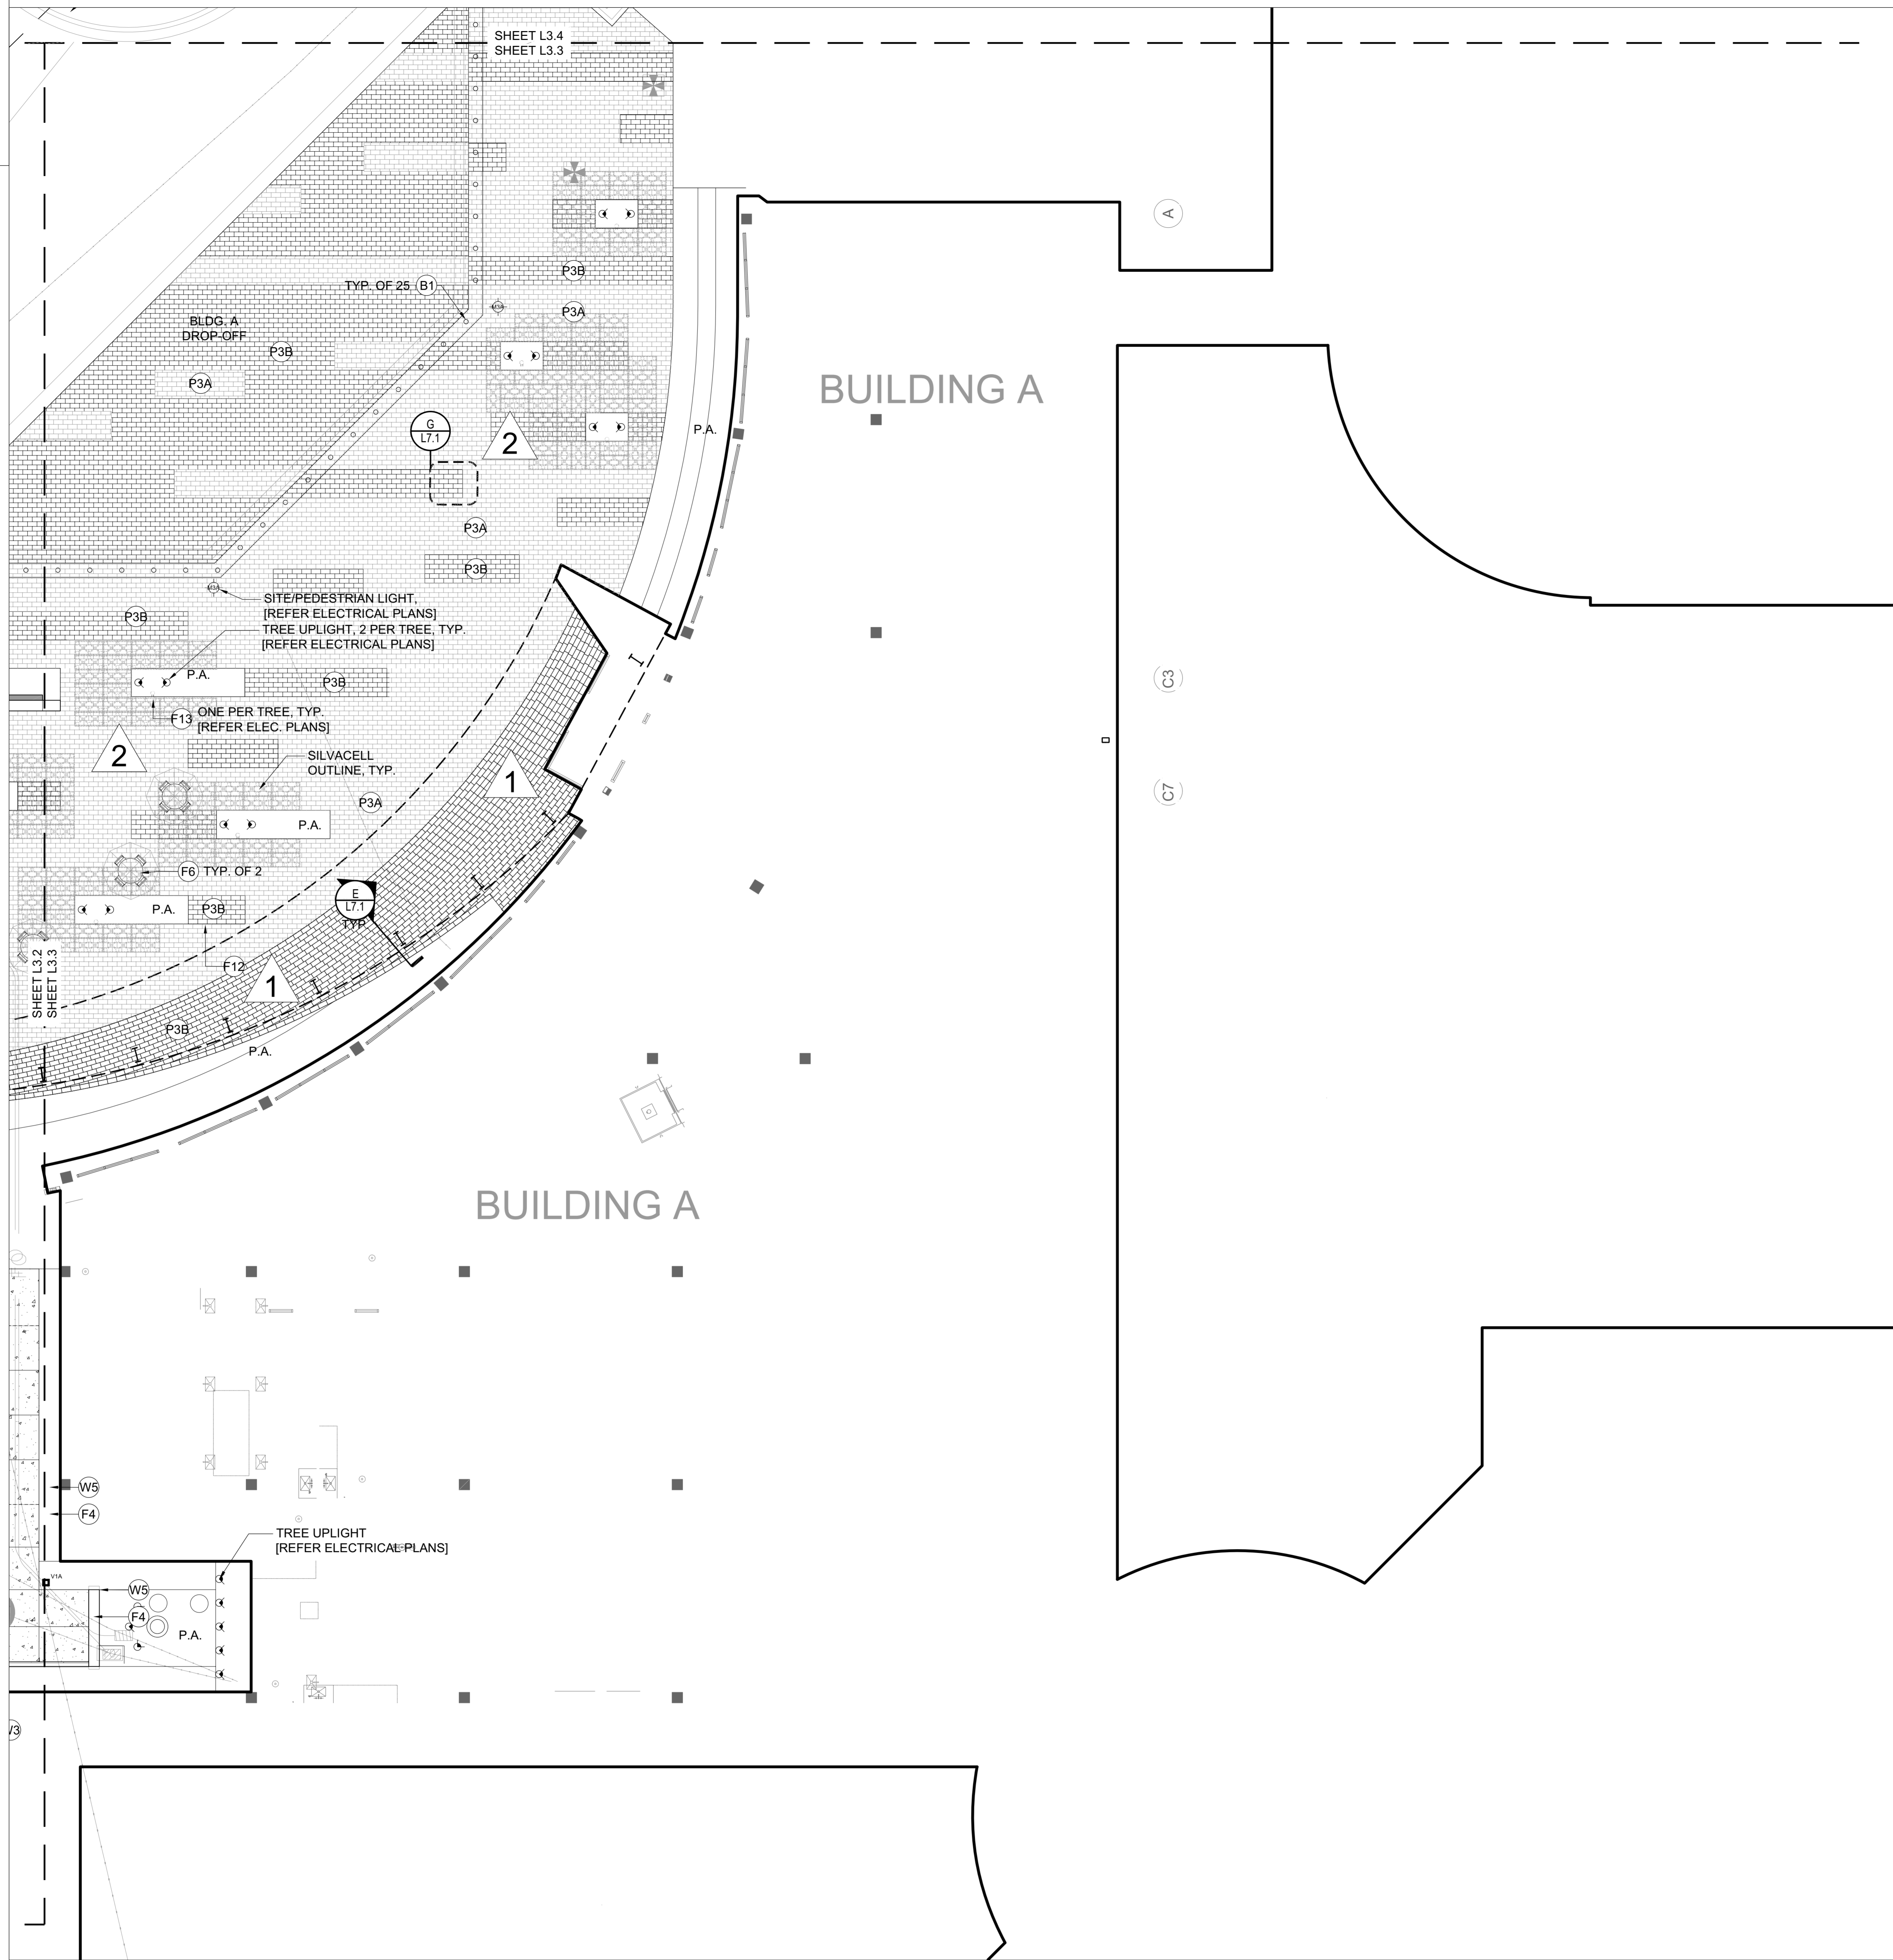 SHEET L3.4
SHEET L3.3
A
P3B
TYP. OF 25 B1
M3A
P3A
BLDG. A
DROP-OFF
P3B
P3A
BUILDING A
G
L7.1
2
P.A.
P3A
P3B
M3A
SITE/PEDESTRIAN LIGHT,
[REFER ELECTRICAL PLANS]
P3B
TREE UPLIGHT, 2 PER TREE, TYP.
[REFER ELECTRICAL PLANS]
P.A.
P3B
C3
F13 ONE PER TREE, TYP.
[REFER ELEC. PLANS]
2
SILVACELL
OUTLINE, TYP.
1
C7
P3A
P.A.
F6 TYP. OF 2
E
L7.1
TYP
P.A.
P3B
F12
SHEET L3.2
SHEET L3.3
1
P3B
P.A.
BUILDING A
W5
F4
TREE UPLIGHT
[REFER ELECTRICAL PLANS]
V1A
W5
F4
P.A.